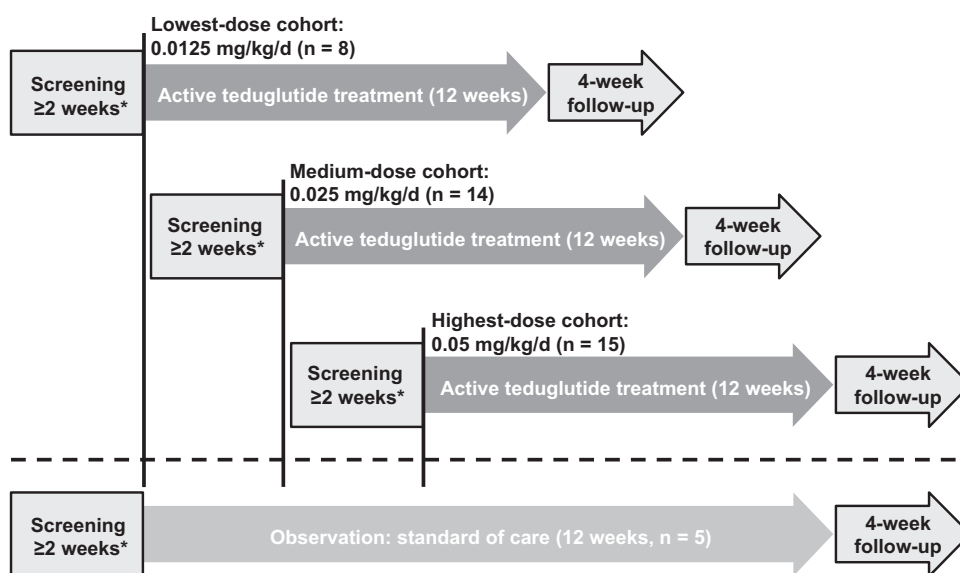 Lowest-dose cohort:
0.0125 mg/kg/d (n = 8)
Screening
≥2 weeks*
Active teduglutide treatment (12 weeks)
4-week
follow-up
Medium-dose cohort:
0.025 mg/kg/d (n = 14)
Screening
≥2 weeks*
Active teduglutide treatment (12 weeks)
4-week
follow-up
Highest-dose cohort:
0.05 mg/kg/d (n = 15)
Screening
≥2 weeks*
Active teduglutide treatment (12 weeks)
4-week
follow-up
Screening
≥2 weeks*
Observation: standard of care (12 weeks, n = 5)
4-week
follow-up